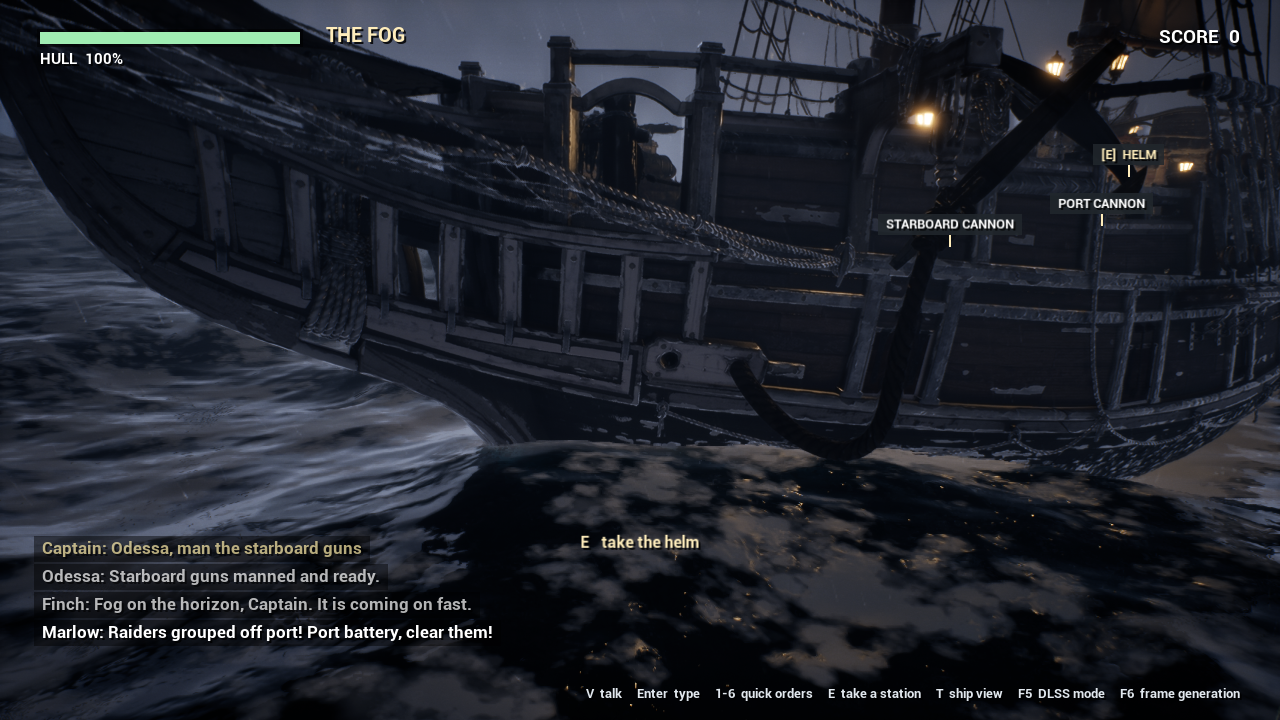 THE FOG
SCORE 0
HULL 100%
[E] HELM
PORT CANNON
STARBOARD CANNON
E take the helm
Captain: Odessa, man the starboard guns
Odessa: Starboard guns manned and ready.
Finch: Fog on the horizon, Captain. It is coming on fast.
Marlow: Raiders grouped off port! Port battery, clear them!
V talk Enter type 1-6 quick orders E take a station T ship view F5 DLSS mode F6 frame generation